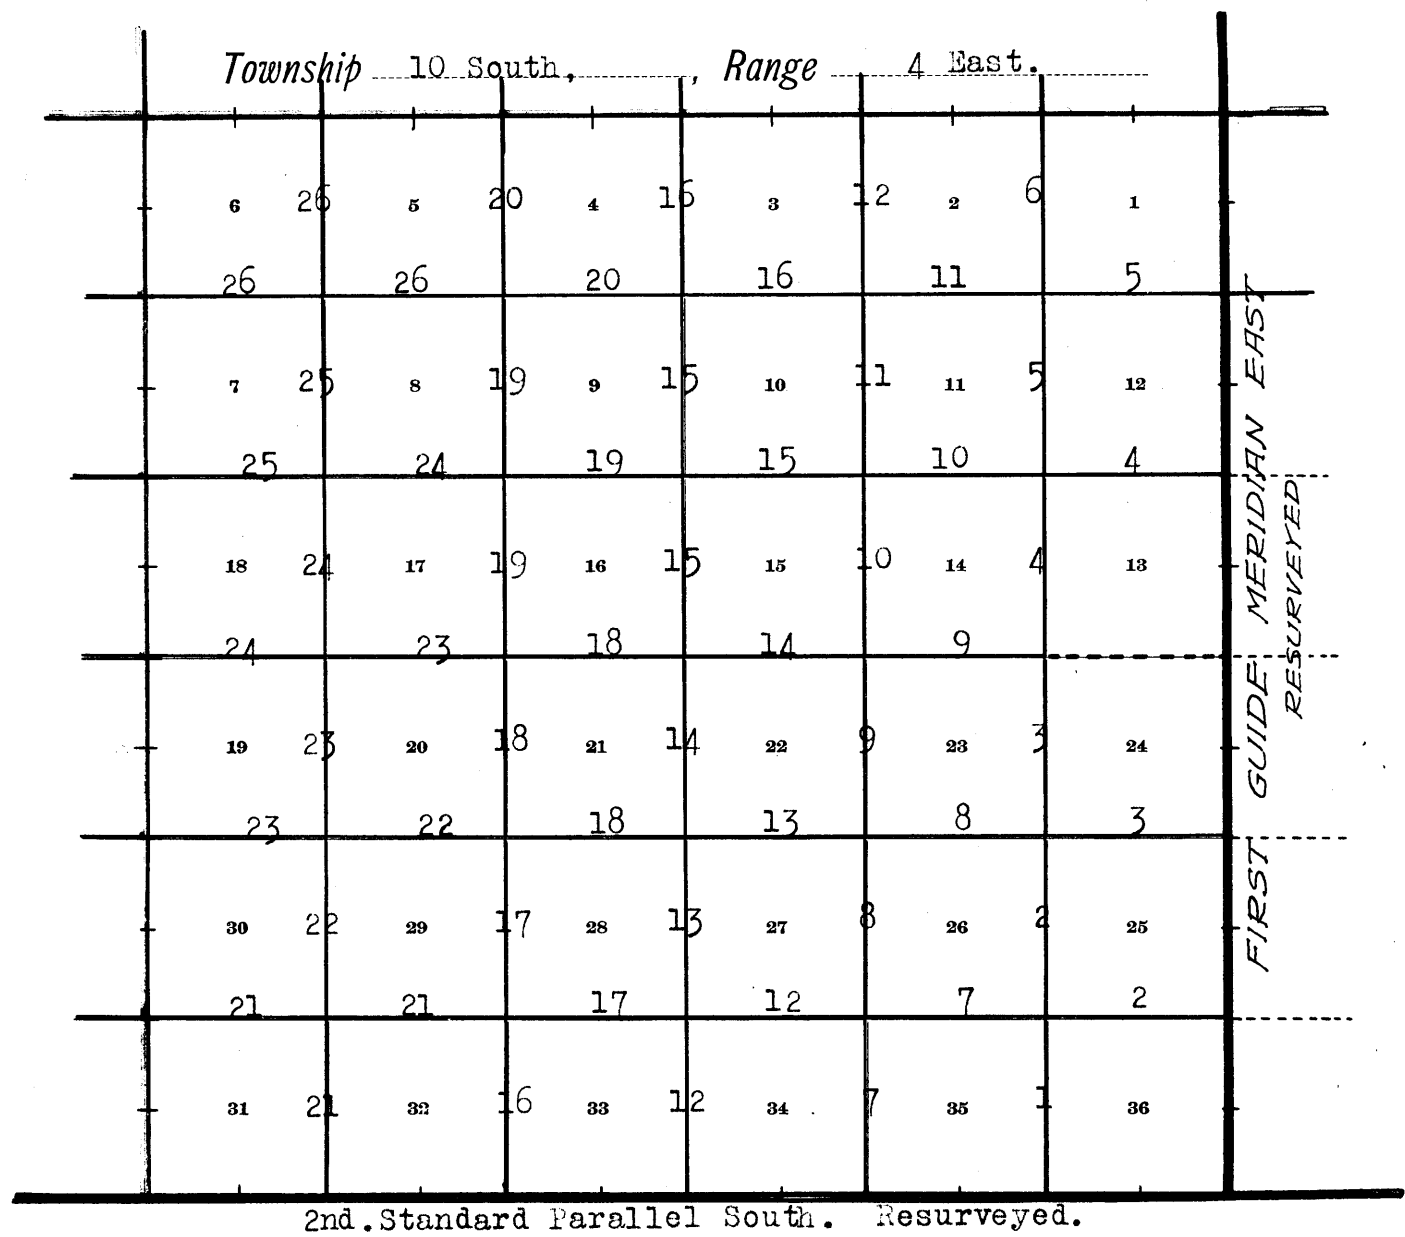 Township 10 South, , Range 4 East.
6 26 5 20 4 16 3 12 2 6 1
26 26 20 16 11 5
7 25 8 19 9 15 10 11 11 5 12
25 24 19 15 10 4
18 24 17 19 16 15 15 10 14 4 13
24 23 18 14 9
19 23 20 18 21 14 22 9 23 3 24
23 22 18 13 8 3
30 22 29 17 28 13 27 8 26 2 25
21 21 17 12 7 2
31 21 32 16 33 12 34 7 35 1 36
FIRST GUIDE MERIDIAN EAST
RESURVEYED
2nd.Standard Parallel South. Resurveyed.